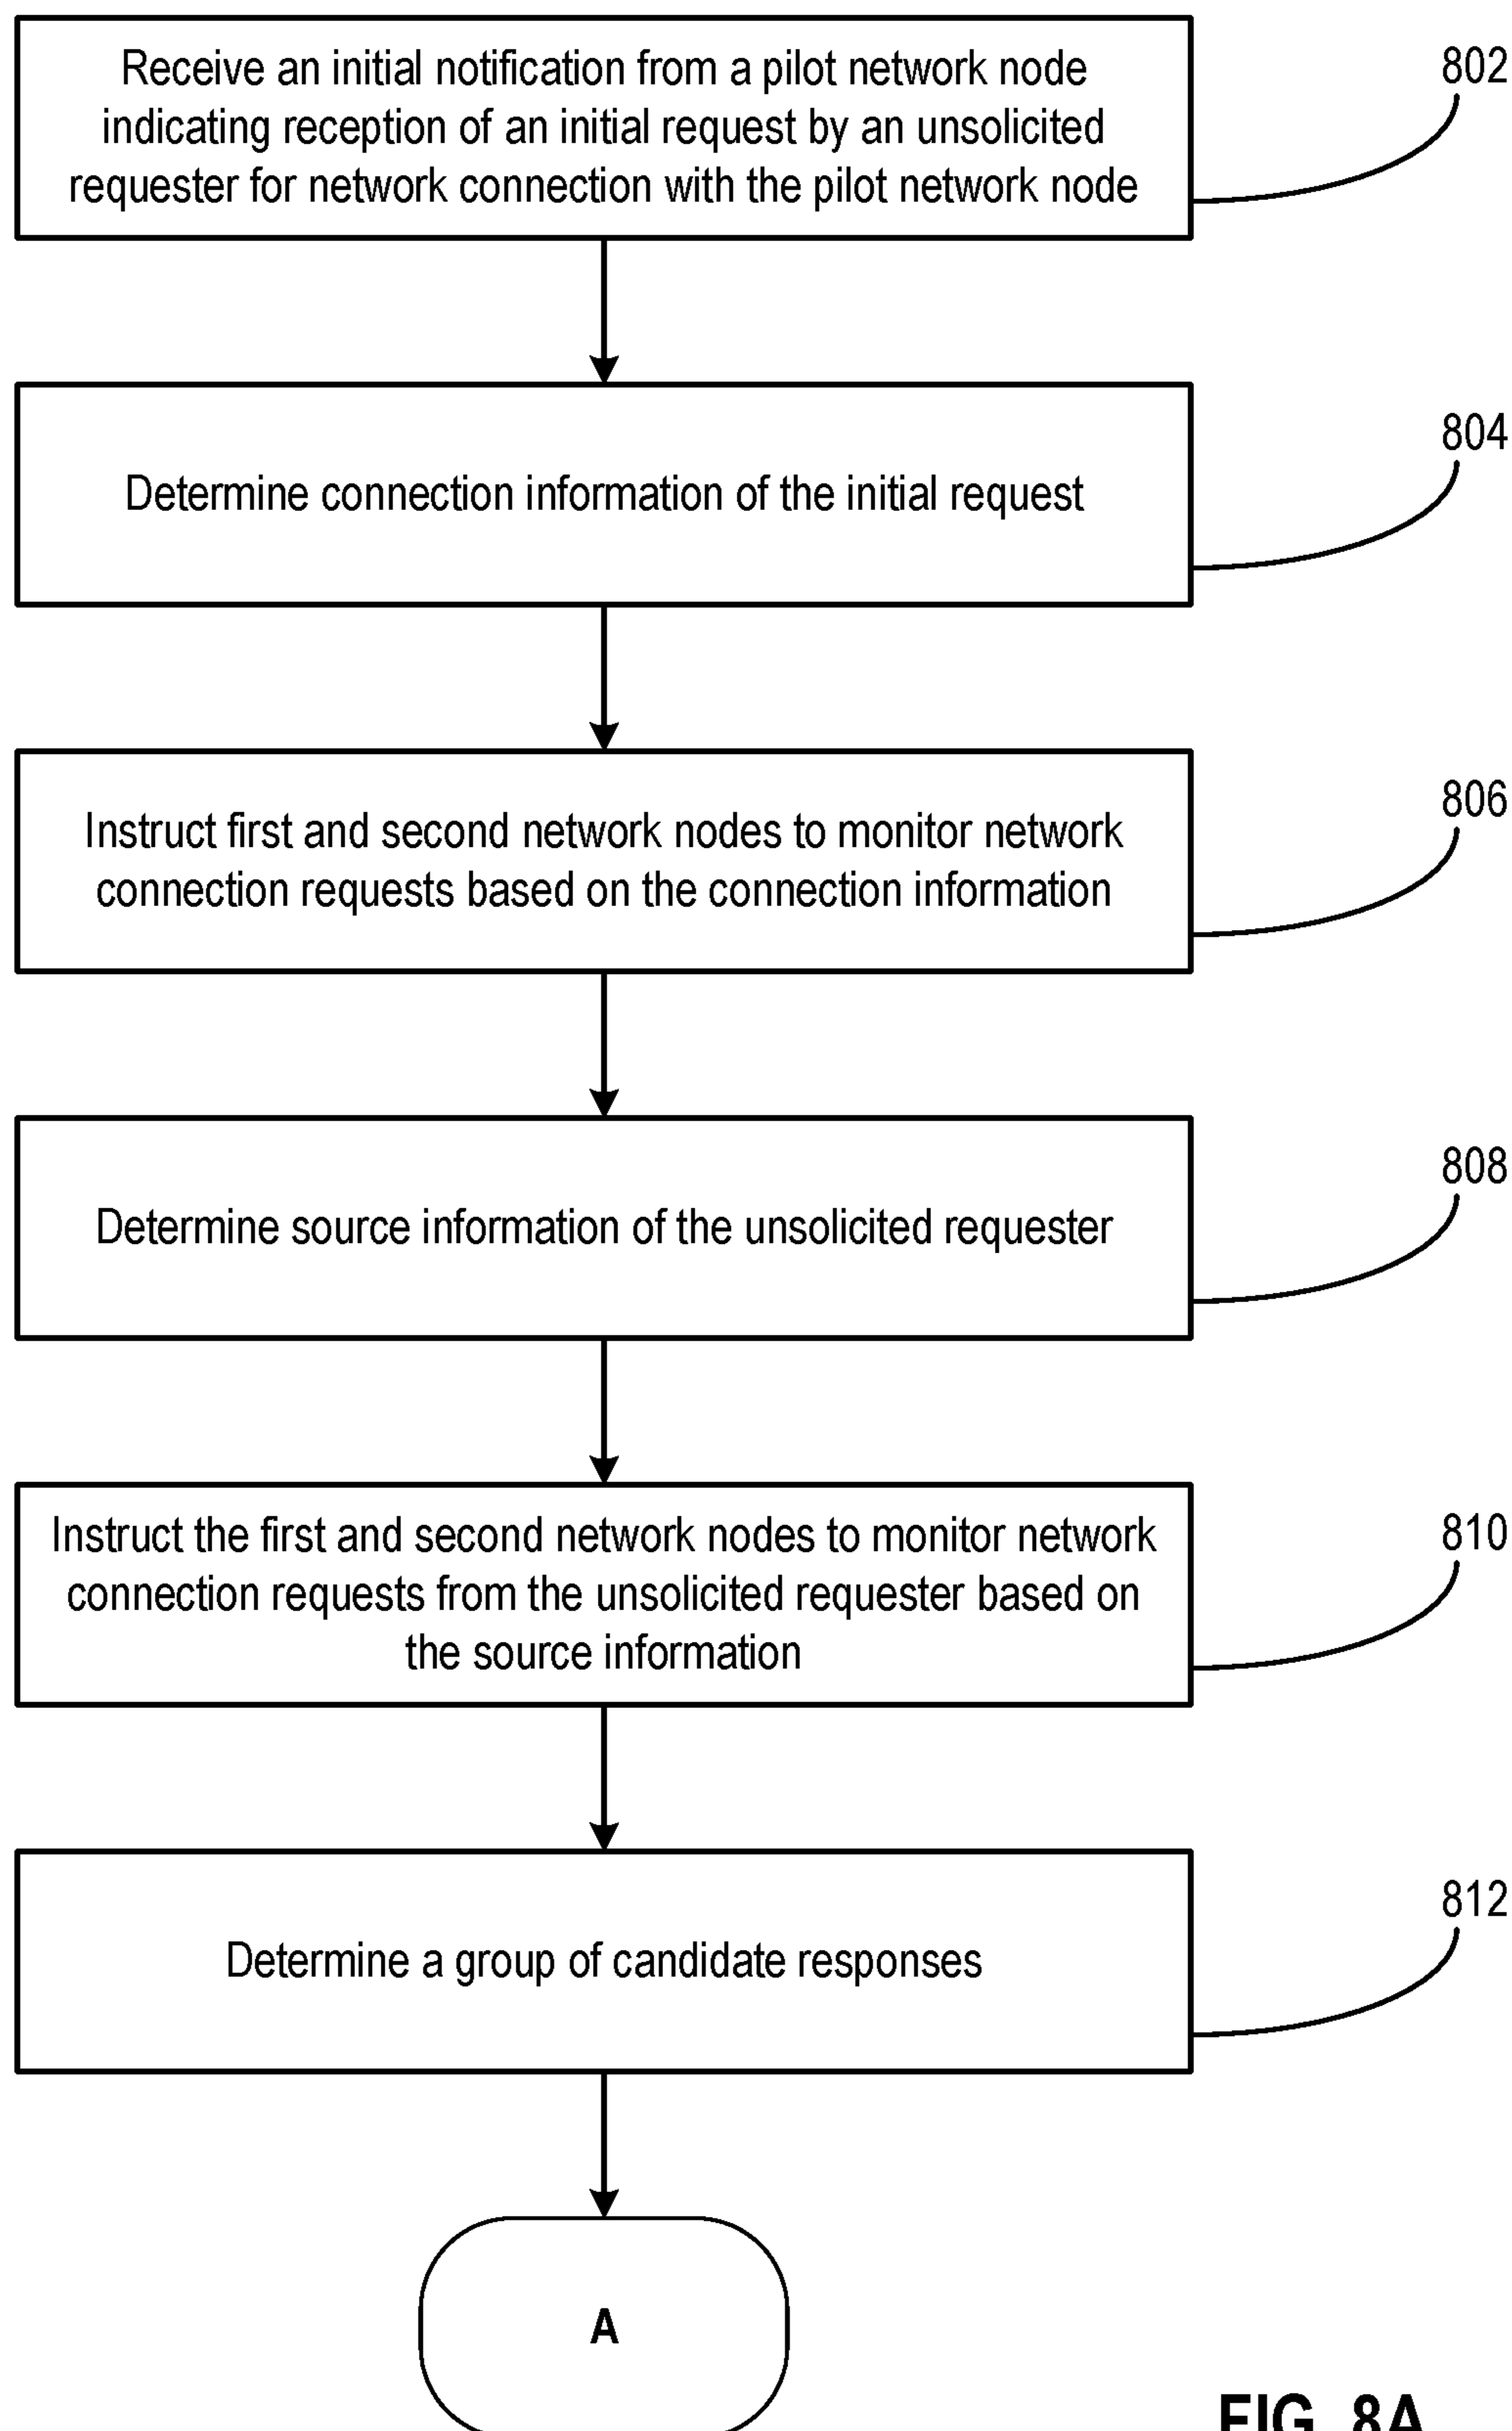 Receive an initial notification from a pilot network node
indicating reception of an initial request by an unsolicited
requester for network connection with the pilot network node
802
Determine connection information of the initial request
804
Instruct first and second network nodes to monitor network
connection requests based on the connection information
806
Determine source information of the unsolicited requester
808
Instruct the first and second network nodes to monitor network
connection requests from the unsolicited requester based on
the source information
810
Determine a group of candidate responses
812
A
FIG. 8A